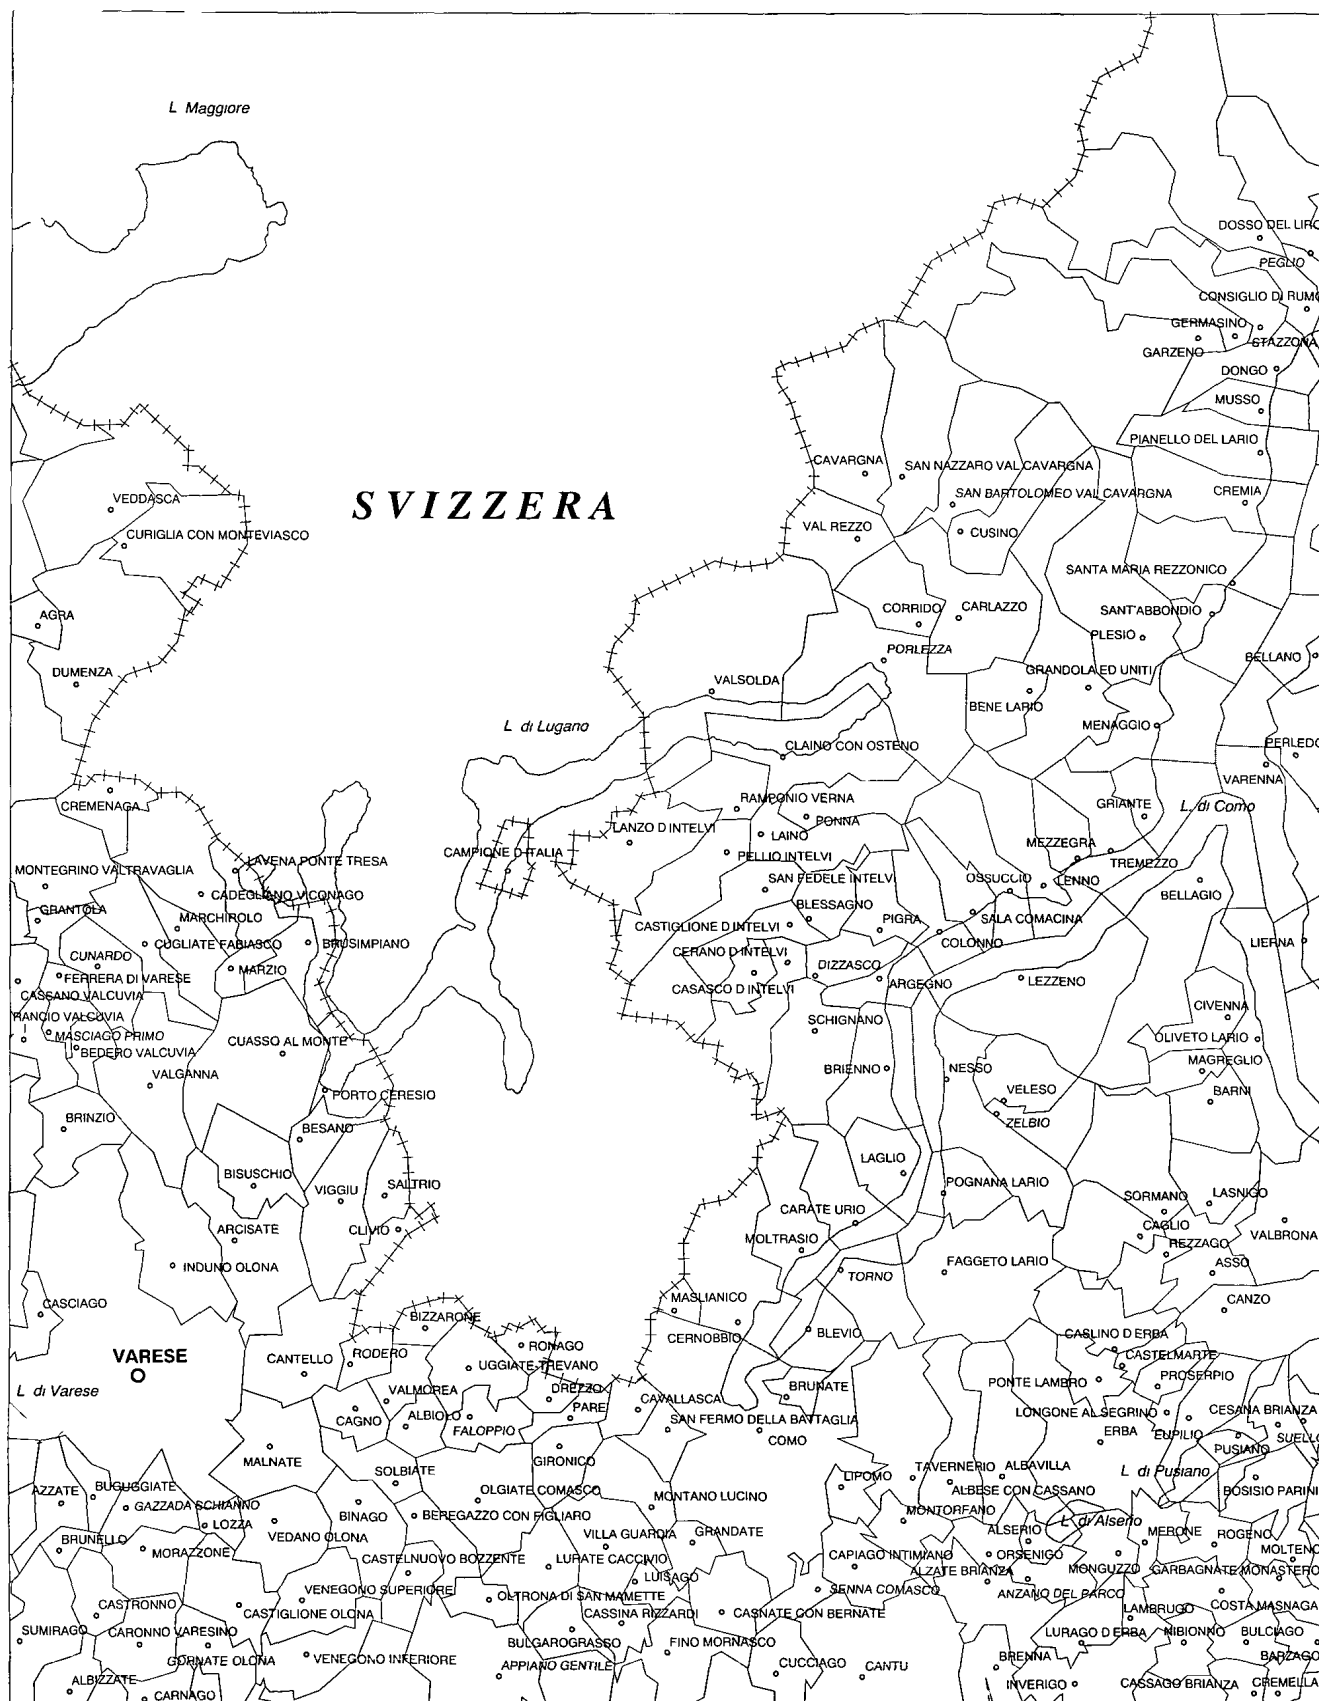 L Maggiore
DOSSO DEL LIRO
PEGLIO
CONSIGLIO DI RUMO
GERMASINO
STAZZONA
GARZENO
DONGO
MUSSO
PIANELLO DEL LARIO
CAVARGNA
SAN NAZZARO VAL CAVARGNA
VEDDASCA
SVIZZERA
SAN BARTOLOMEO VAL CAVARGNA
CREMIA
VAL REZZO
CUSINO
CURIGLIA CON MONTEVIASCO
SANTA MARIA REZZONICO
AGRA
CORRIDO
CARLAZZO
SANT'ABBONDIO
PLESIO
PORLEZZA
BELLANO
DUMENZA
VALSOLDA
GRANDOLA ED UNITI
BENE LARIO
L di Lugano
MENAGGIO
CLAINO CON OSTENO
PERLEDO
VARENNA
CREMENAGA
RAMPONIO VERNA
GRIANTE
L. di Como
PONNA
LANZO D INTELVI
LAINO
MEZZEGRA
CAMPIONE D ITALIA
PELLIO INTELVI
LAVENA PONTE TRESA
TREMEZZO
MONTEGRINO VALTRAVAGLIA
SAN FEDELE INTELVI
OSSUCCIO
LENNO
CADEGLIANO VICONAGO
BELLAGIO
GRANTOLA
BLESSAGNO
MARCHIROLO
CASTIGLIONE D INTELVI
PIGRA
SALA COMACINA
COLONNO
CUGLIATE FABIASCO
BRUSIMPIANO
LIERNA
CUNARDO
CERANO D INTELVI
MARZIO
DIZZASCO
FERRERA DI VARESE
ARGEGNO
LEZZENO
CASSANO VALCUVIA
CASASCO D INTELVI
CIVENNA
RANCIO VALCUVIA
SCHIGNANO
MASCIAGO PRIMO
CUASSO AL MONTE
OLIVETO LARIO
BEDERO VALCUVIA
BRIENNO
MAGREGLIO
VALGANNA
NESSO
PORTO CERESIO
VELESO
BARNI
BRINZIO
ZELBIO
BESANO
LAGLIO
BISUSCHIO
POGNANA LARIO
VIGGIU
SALTRIO
SORMANO
LASNIGO
CARATE URIO
ARCISATE
CLIVIO
CAGLIO
VALBRONA
MOLTRASIO
REZZAGO
INDUNO OLONA
TORNO
FAGGETO LARIO
ASSO
CASCIAGO
MASLIANICO
CANZO
BIZZARONE
CERNOBBIO
BLEVIO
CASLINO D ERBA
RONAGO
VARESE
CANTELLO
RODERO
UGGIATE-TREVANO
CASTELMARTE
PROSERPIO
PONTE LAMBRO
L di Varese
VALMOREA
DREZZO
BRUNATE
CAVALLASCA
CAGNO
PARE
ALBIOLO
SAN FERMO DELLA BATTAGLIA
LONGONE AL SEGRINO
CESANA BRIANZA
FALOPPIO
COMO
ERBA
EUPILIO
SUELLO
PUSIANO
MALNATE
GIRONICO
SOLBIATE
LIPOMO
TAVERNERIO
ALBAVILLA
L di Pusiano
AZZATE
BUGUGGIATE
OLGIATE COMASCO
MONTANO LUCINO
ALBESE CON CASSANO
BOSISIO PARINI
GAZZADA SCHIANNO
BINAGO
BEREGAZZO CON FIGLIARO
MONTORFANO
LOZZA
VEDANO OLONA
L di Alserio
ALSERIO
BRUNELLO
VILLA GUARDIA
GRANDATE
MERONE
ROGENO
MORAZZONE
CASTELNUOVO BOZZENTE
LURATE CACCIVIO
CAPIAGO INTIMIANO
ORSENIGO
MOLTENO
ALZATE BRIANZA
MONGUZZO
GARBAGNATE MONASTERO
LUISAGO
VENEGONO SUPERIORE
OLTRONA DI SAN MAMETTE
SENNA COMASCO
ANZANO DEL PARCO
CASTRONNO
CASTIGLIONE OLONA
CASSINA RIZZARDI
CASNATE CON BERNATE
LAMBRUGO
COSTA MASNAGA
SUMIRAGO
CARONNO VARESINO
BULGAROGRASSO
FINO MORNASCO
LURAGO D ERBA
NIBIONNO
BULCIAGO
GORNATE OLONA
VENEGONO INFERIORE
BRENNA
BARZAGO
ALBIZZATE
APPIANO GENTILE
CUCCIAGO
CANTU
INVERIGO
CASSAGO BRIANZA
CREMELLA
CARNAGO